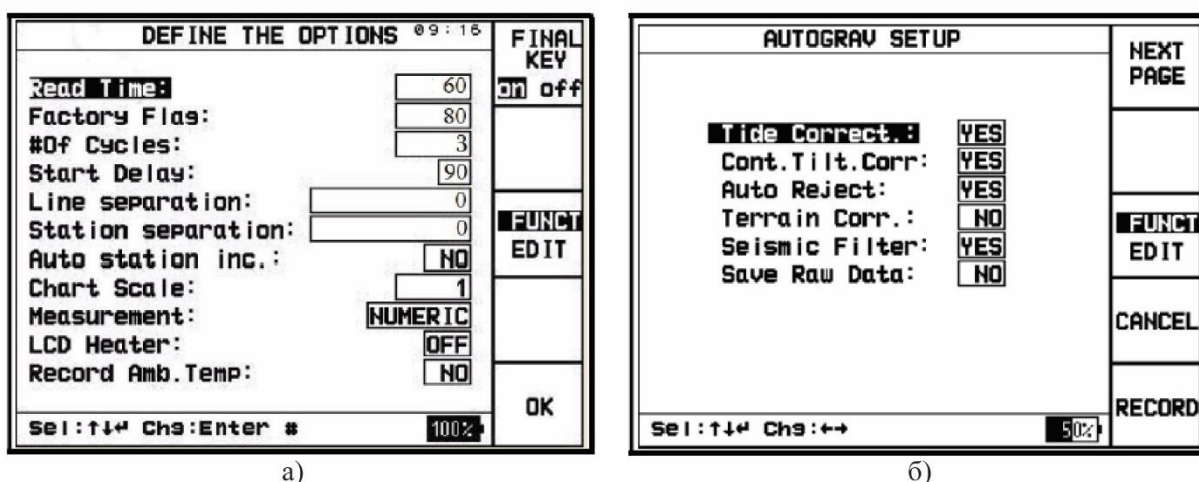 DEFINE THE OPTIONS 09:16
Read Time: 60
Factory Flag: 80
#Of Cycles: 3
Start Delay: 90
Line separation: 0
Station separation: 0
Auto station inc.: NO
Chart Scale: 1
Measurement: NUMERIC
LCD Heater: OFF
Record Amb.Temp: NO
Sel:↑↓↵ Chg:Enter # 100%
FINAL
KEY
on off
FUNCT
EDIT
OK
а)
AUTOGRAV SETUP
Tide Correct.: YES
Cont.Tilt.Corr: YES
Auto Reject: YES
Terrain Corr.: NO
Seismic Filter: YES
Save Raw Data: NO
Sel:↑↓↵ Chg:←→ 50%
NEXT
PAGE
FUNCT
EDIT
CANCEL
RECORD
б)